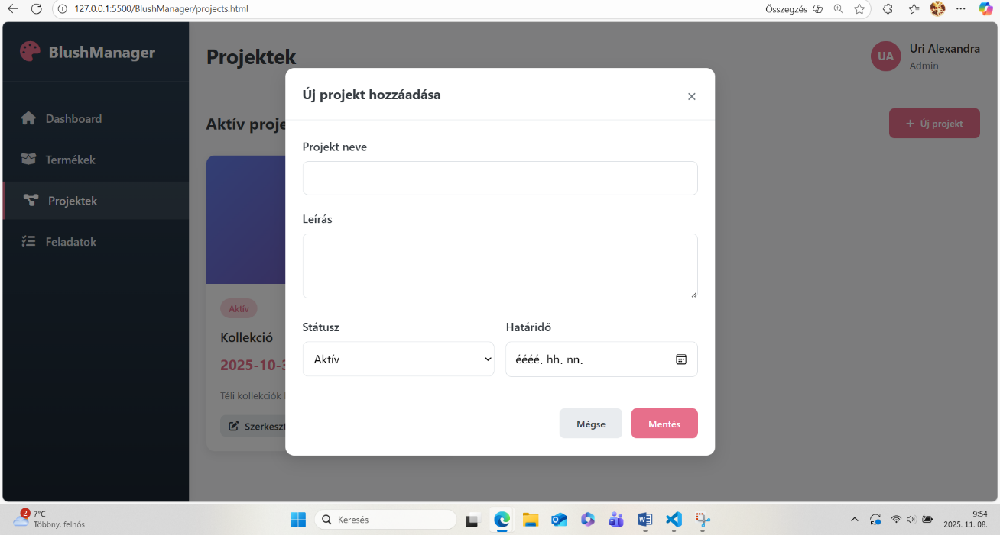 127.0.0.1:5500/BlushManager/projects.html
Összegzés
BlushManager
Dashboard
Termékek
Projektek
Feladatok
Projektek
UA
Uri Alexandra
Admin
Aktív proje
+ Új projekt
Aktív
Kollekció
2025-10-3
Téli kollekciók
Szerkeszt
Új projekt hozzáadása
×
Projekt neve
Leírás
Státusz
Határidő
Aktív
éééé. hh. nn.
Mégse
Mentés
2
7°C
Többny. felhős
Keresés
9:54
2025. 11. 08.